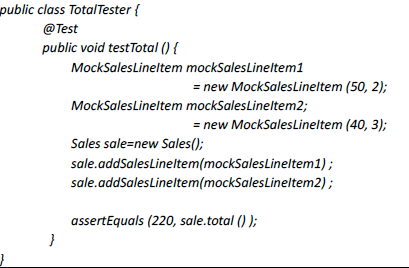 public class TotalTester {
@Test
public void testTotal () {
MockSalesLineItem mockSalesLineItem1
= new MockSalesLineItem (50, 2);
MockSalesLineItem mockSalesLineItem2;
= new MockSalesLineItem (40, 3);
Sales sale=new Sales();
sale.addSalesLineItem(mockSalesLineItem1) ;
sale.addSalesLineItem(mockSalesLineItem2) ;
assertEquals (220, sale.total () );
}
}